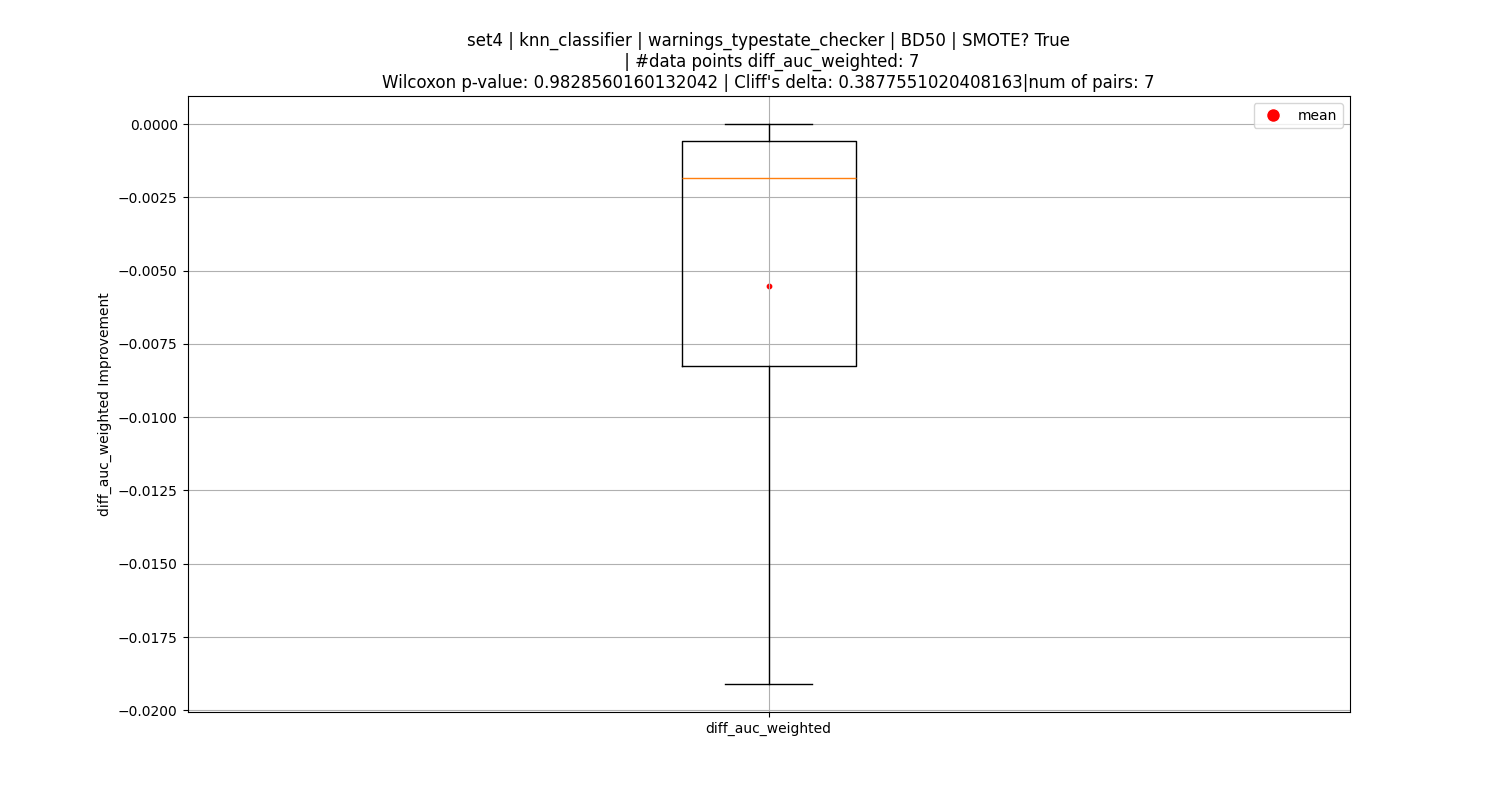 set4 | knn_classifier | warnings_typestate_checker | BD50 | SMOTE? True
| #data points diff_auc_weighted: 7
Wilcoxon p-value: 0.9828560160132042 | Cliff's delta: 0.3877551020408163|num of pairs: 7
mean
0.0000
−0.0025
−0.0050
−0.0075
−0.0100
−0.0125
−0.0150
−0.0175
−0.0200
diff_auc_weighted Improvement
diff_auc_weighted